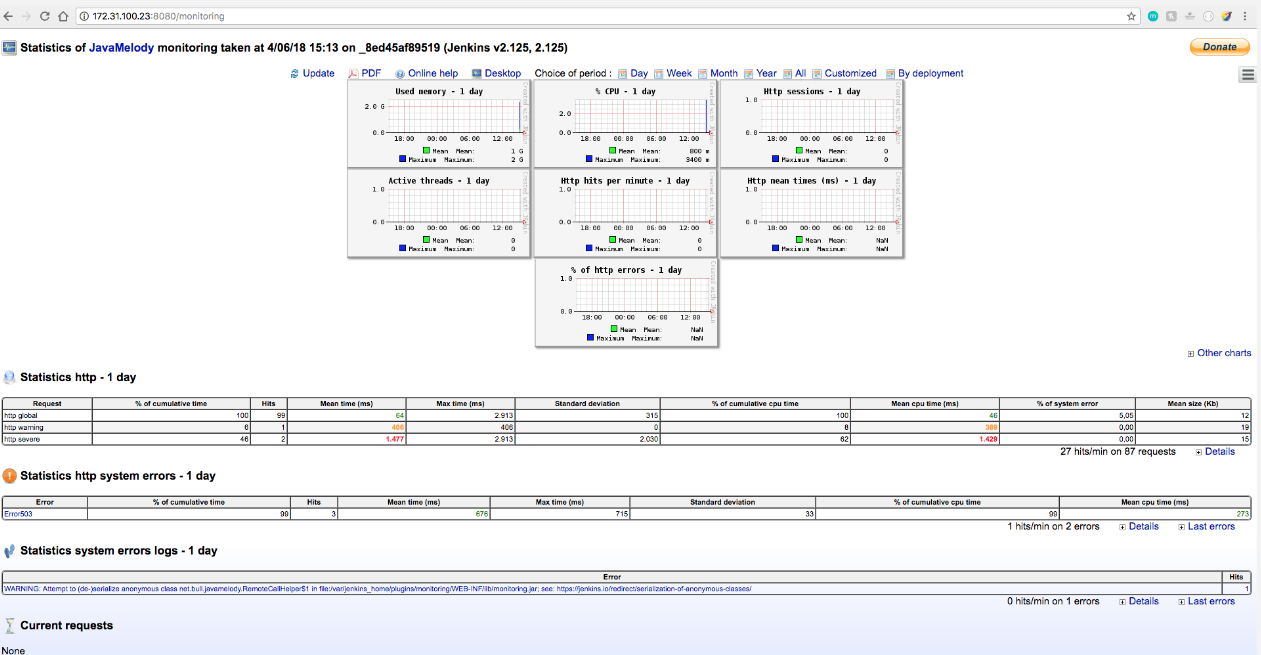 172.31.100.23:8080/monitoring
Statistics of JavaMelody monitoring taken at 4/06/18 15:13 on _8ed45af89519 (Jenkins v2.125, 2.125)
Donate
Update PDF Online help Desktop Choice of period : Day Week Month Year All Customized By deployment
Used memory - 1 day
2.0 G
0.0
18:00 00:00 06:00 12:00
Mean Mean: 1 G
Maximum Maximum: 2 G
% CPU - 1 day
2.0
0.0
18:00 00:00 06:00 12:00
Mean Mean: 800 m
Maximum Maximum: 3400 m
Http sessions - 1 day
1.0
0.0
18:00 00:00 06:00 12:00
Mean Mean: 0
Maximum Maximum: 0
Active threads - 1 day
1.0
0.0
18:00 00:00 06:00 12:00
Mean Mean: 0
Maximum Maximum: 0
Http hits per minute - 1 day
1.0
0.0
18:00 00:00 06:00 12:00
Mean Mean: 0
Maximum Maximum: 0
Http mean times (ms) - 1 day
1.0
0.0
18:00 00:00 06:00 12:00
Mean Mean: NaN
Maximum Maximum: NaN
% of http errors - 1 day
1.0
0.0
18:00 00:00 06:00 12:00
Mean Mean: NaN
Maximum Maximum: NaN
Other charts
Statistics http - 1 day
Request % of cumulative time Hits Mean time (ms) Max time (ms) Standard deviation % of cumulative cpu time Mean cpu time (ms) % of system error Mean size (Kb)
http global 100 99 64 2.913 315 100 46 5,05 12
http warning 6 1 406 406 0 8 0,00 19
http severe 46 2 1.477 2.913 2.030 62 1.429 0,00 15
27 hits/min on 87 requests Details
Statistics http system errors - 1 day
Error % of cumulative time Hits Mean time (ms) Max time (ms) Standard deviation % of cumulative cpu time Mean cpu time (ms)
Error503 99 3 676 715 33 99 273
1 hits/min on 2 errors Details Last errors
Statistics system errors logs - 1 day
Error Hits
WARNING: Attempt to (de-)serialize anonymous class net.bull.javamelody.RemoteCallHelper$1 in file:/var/jenkins_home/plugins/monitoring/WEB-INF/lib/monitoring.jar; see: https://jenkins.io/redirect/serialization-of-anonymous-classes/ 1
0 hits/min on 1 errors Details Last errors
Current requests
None